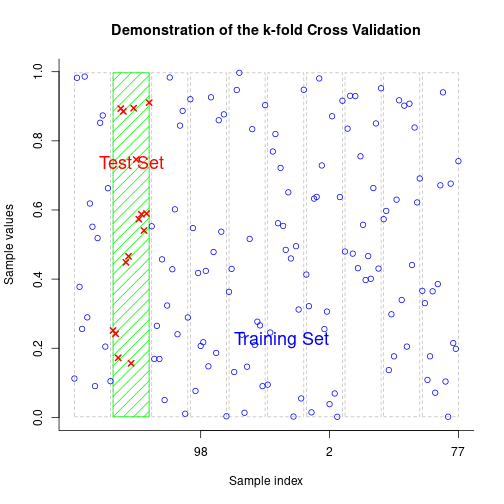 Demonstration of the k-fold Cross Validation
Sample values
1.0
0.8
0.6
0.4
0.2
0.0
Test Set
Training Set
98
2
77
Sample index